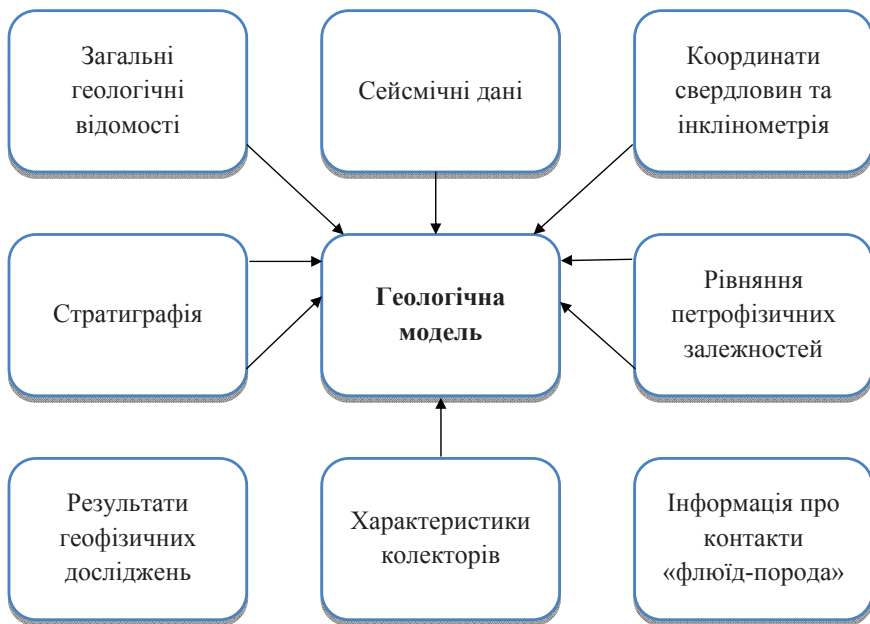 Загальні
геологічні
відомості
Сейсмічні дані
Координати
свердловин та
інклінометрія
Стратиграфія
Геологічна
модель
Рівняння
петрофізичних
залежностей
Результати
геофізичних
досліджень
Характеристики
колекторів
Інформація про
контакти
«флюїд-порода»